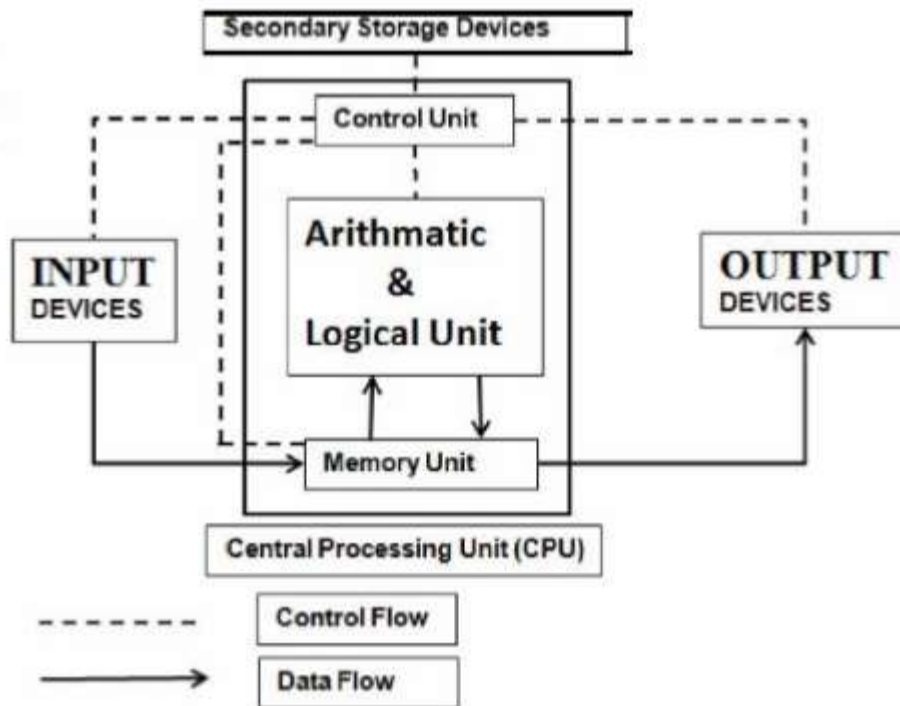 Secondary Storage Devices
Control Unit
Arithmatic
&
Logical Unit
INPUT
DEVICES
OUTPUT
DEVICES
Memory Unit
Central Processing Unit (CPU)
Control Flow
Data Flow